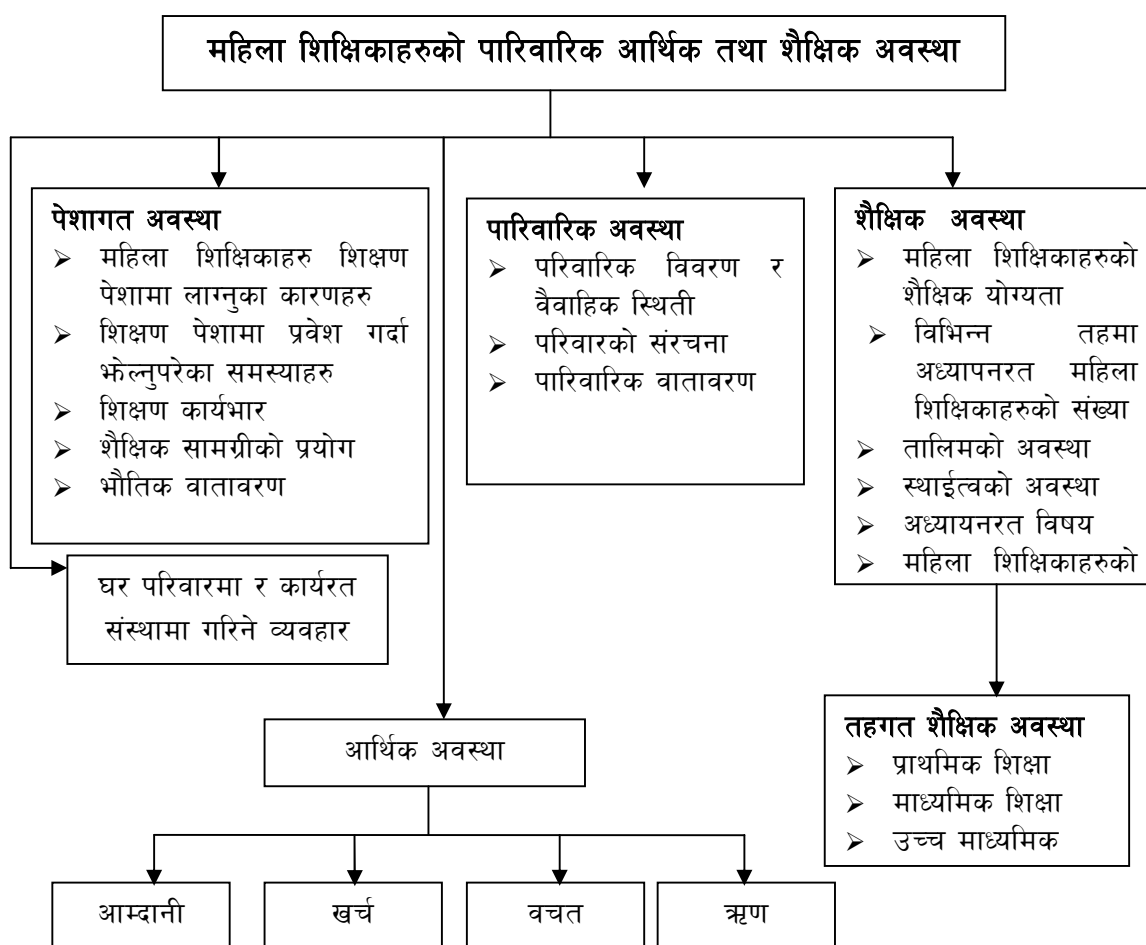 महिला शिक्षिकाहरुको पारिवारिक आर्थिक तथा शैक्षिक अवस्था
पेशागत अवस्था
➢ महिला शिक्षिकाहरु शिक्षण
पेशामा लाग्नुका कारणहरु
➢ शिक्षण पेशामा प्रवेश गर्दा
झेल्नुपरेका समस्याहरु
➢ शिक्षण कार्यभार
➢ शैक्षिक सामग्रीको प्रयोग
➢ भौतिक वातावरण
पारिवारिक अवस्था
➢ परिवारिक विवरण र
वैवाहिक स्थिती
➢ परिवारको संरचना
➢ पारिवारिक वातावरण
शैक्षिक अवस्था
➢ महिला शिक्षिकाहरुको
शैक्षिक योग्यता
➢ विभिन्न तहमा
अध्यापनरत महिला
शिक्षिकाहरुको संख्या
➢ तालिमको अवस्था
➢ स्थाईत्वको अवस्था
➢ अध्यायनरत विषय
➢ महिला शिक्षिकाहरुको
घर परिवारमा र कार्यरत
संस्थामा गरिने व्यवहार
तहगत शैक्षिक अवस्था
➢ प्राथमिक शिक्षा
➢ माध्यमिक शिक्षा
➢ उच्च माध्यमिक
आर्थिक अवस्था
आम्दानी
खर्च
वचत
ऋण